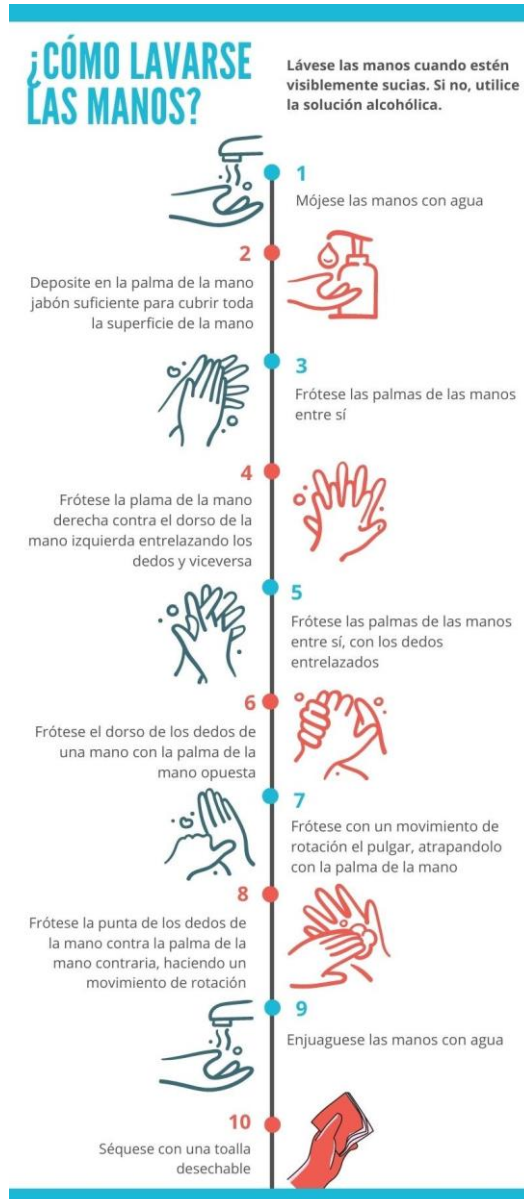 ¿CÓMO LAVARSE
LAS MANOS?
Lávese las manos cuando estén
visiblemente sucias. Si no, utilice
la solución alcohólica.
1
Mójese las manos con agua
2
Deposite en la palma de la mano
jabón suficiente para cubrir toda
la superficie de la mano
3
Frótese las palmas de las manos
entre sí
4
Frótese la plama de la mano
derecha contra el dorso de la
mano izquierda entrelazando los
dedos y viceversa
5
Frótese las palmas de las manos
entre sí, con los dedos
entrelazados
6
Frótese el dorso de los dedos de
una mano con la palma de la
mano opuesta
7
Frótese con un movimiento de
rotación el pulgar, atrapandolo
con la palma de la mano
8
Frótese la punta de los dedos de
la mano contra la palma de la
mano contraria, haciendo un
movimiento de rotación
9
Enjuaguese las manos con agua
10
Séquese con una toalla
desechable